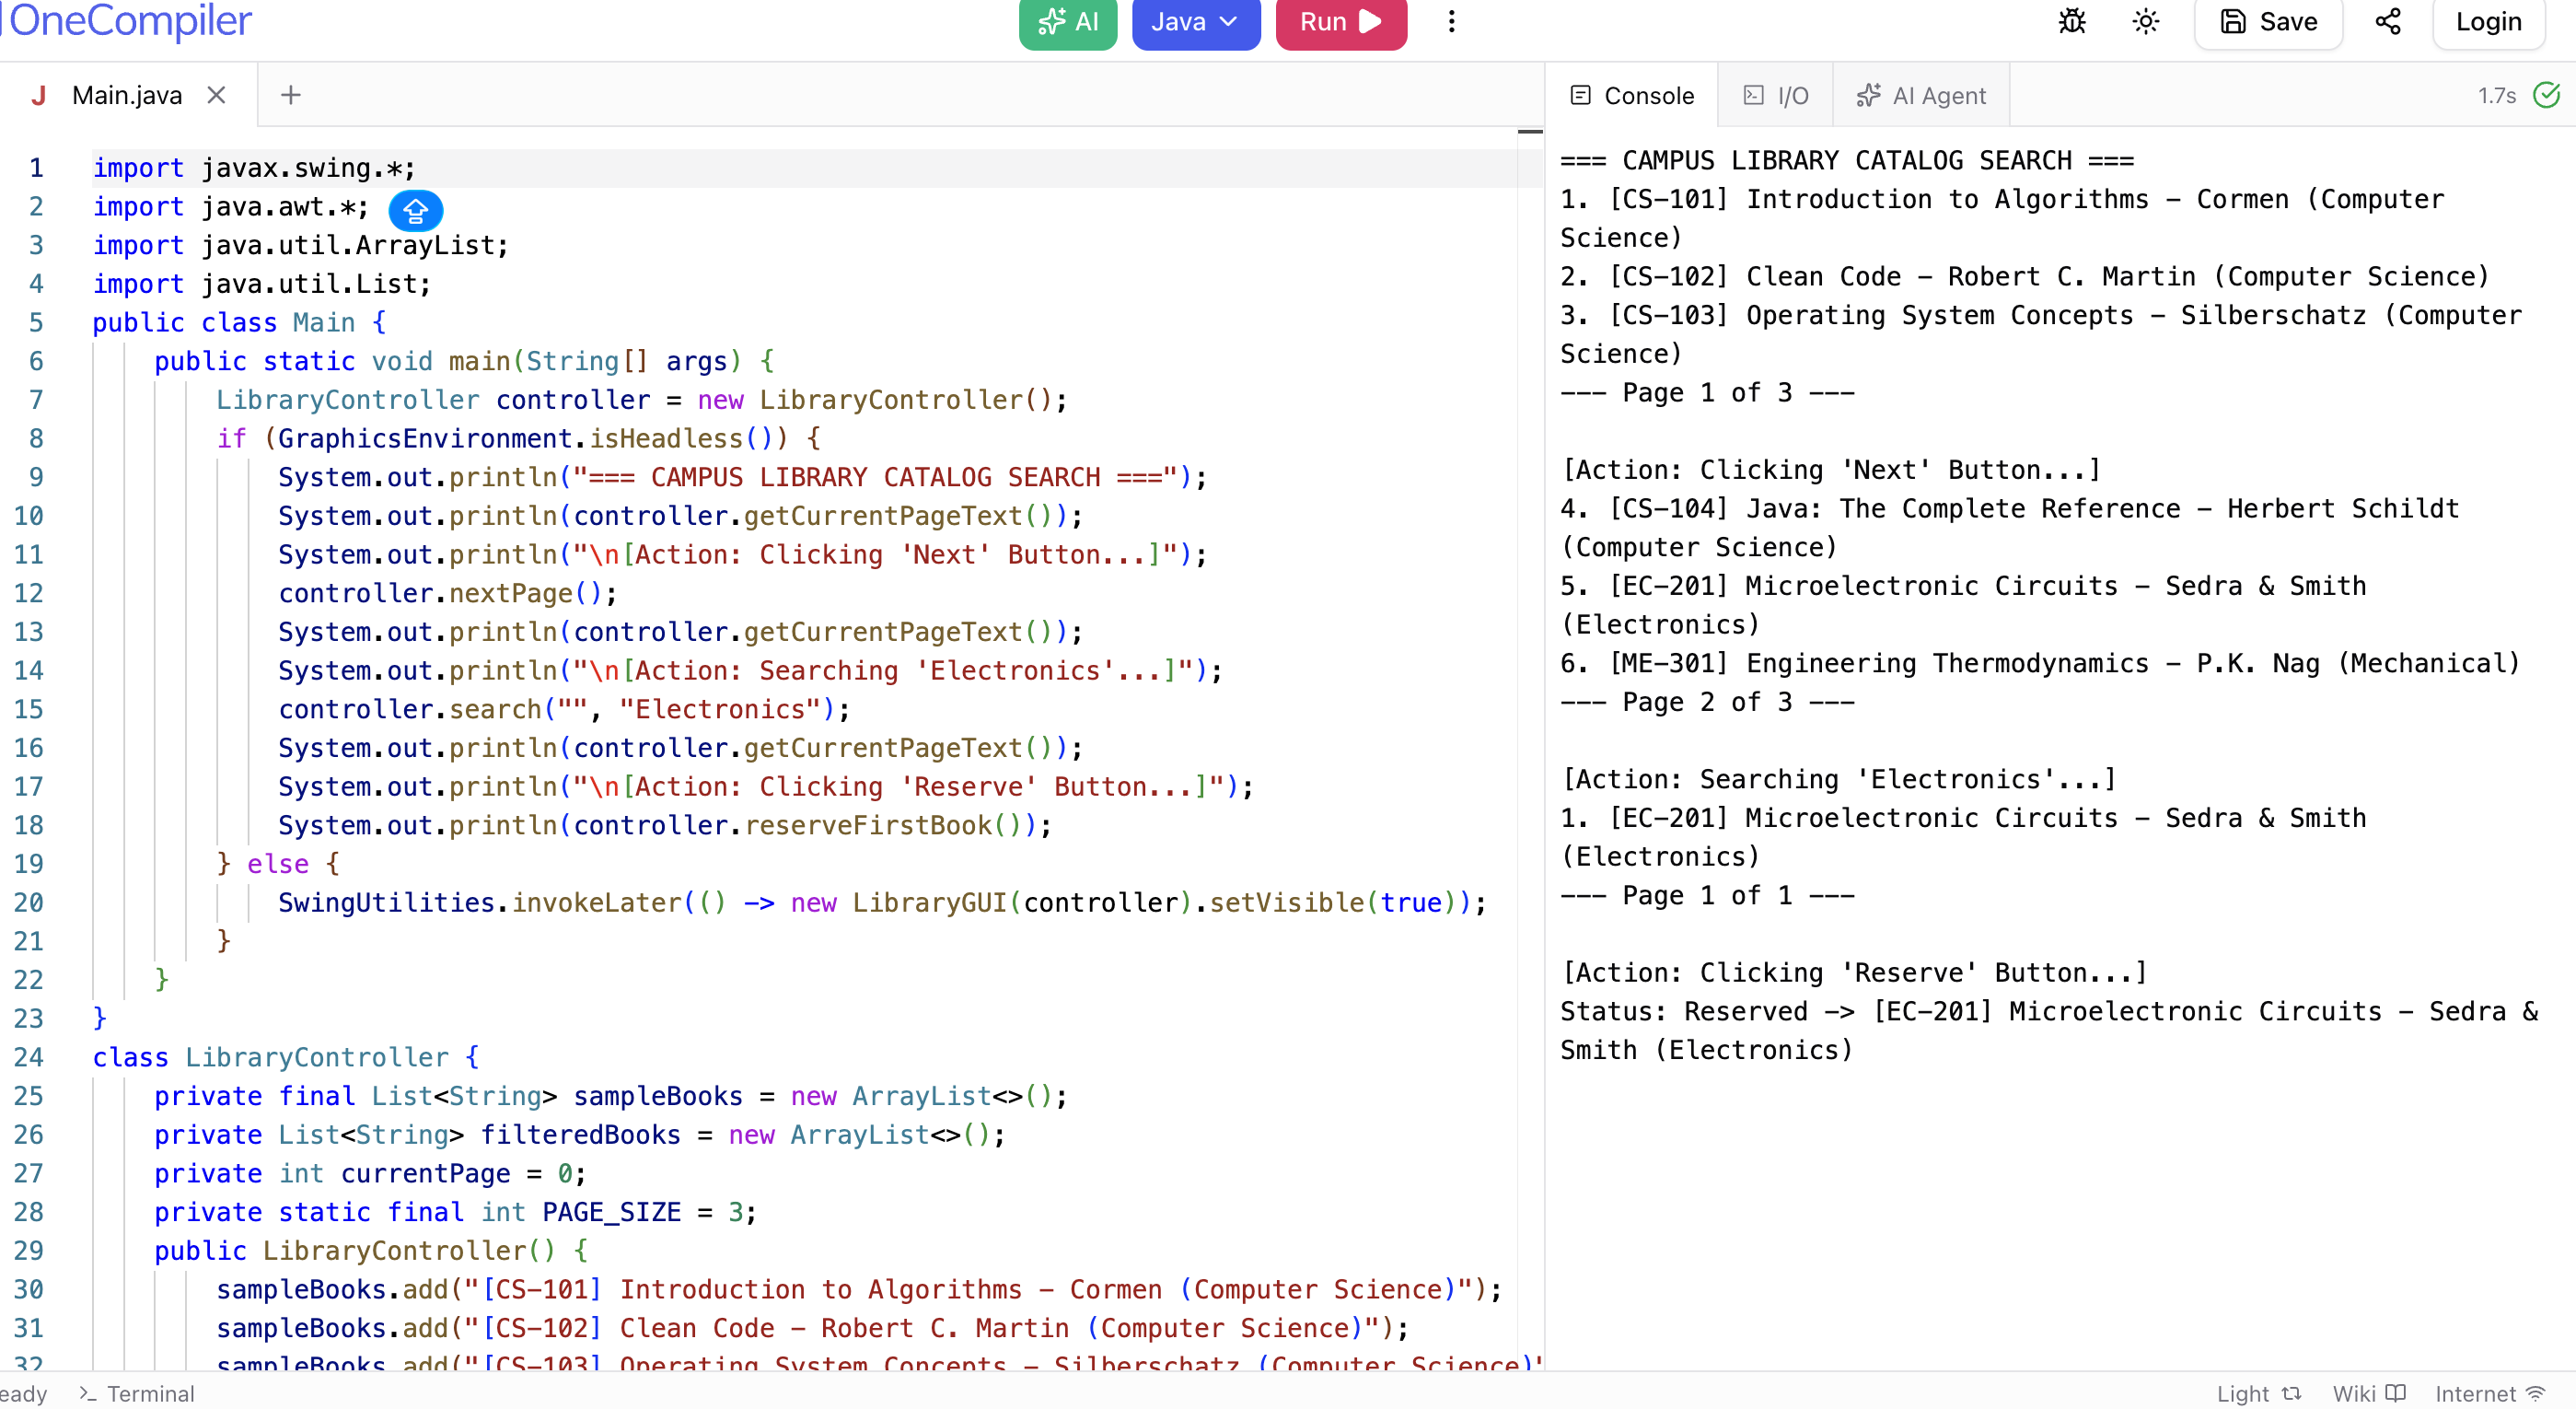 OneCompiler
AI
Java
Run
Save
Login
J Main.java
Console
I/O
AI Agent
1.7s
1 import javax.swing.*;
2 import java.awt.*;
3 import java.util.ArrayList;
4 import java.util.List;
5 public class Main {
6 public static void main(String[] args) {
7 LibraryController controller = new LibraryController();
8 if (GraphicsEnvironment.isHeadless()) {
9 System.out.println("=== CAMPUS LIBRARY CATALOG SEARCH ===");
10 System.out.println(controller.getCurrentPageText());
11 System.out.println("\n[Action: Clicking 'Next' Button...]");
12 controller.nextPage();
13 System.out.println(controller.getCurrentPageText());
14 System.out.println("\n[Action: Searching 'Electronics'...]");
15 controller.search("", "Electronics");
16 System.out.println(controller.getCurrentPageText());
17 System.out.println("\n[Action: Clicking 'Reserve' Button...]");
18 System.out.println(controller.reserveFirstBook());
19 } else {
20 SwingUtilities.invokeLater(() -> new LibraryGUI(controller).setVisible(true));
21 }
22 }
23 }
24 class LibraryController {
25 private final List<String> sampleBooks = new ArrayList<>();
26 private List<String> filteredBooks = new ArrayList<>();
27 private int currentPage = 0;
28 private static final int PAGE_SIZE = 3;
29 public LibraryController() {
30 sampleBooks.add("[CS-101] Introduction to Algorithms - Cormen (Computer Science)");
31 sampleBooks.add("[CS-102] Clean Code - Robert C. Martin (Computer Science)");
32 sampleBooks.add("[CS-103] Operating System Concepts - Silberschatz (Computer Science)"
=== CAMPUS LIBRARY CATALOG SEARCH ===
1. [CS-101] Introduction to Algorithms - Cormen (Computer
Science)
2. [CS-102] Clean Code - Robert C. Martin (Computer Science)
3. [CS-103] Operating System Concepts - Silberschatz (Computer
Science)
--- Page 1 of 3 ---
[Action: Clicking 'Next' Button...]
4. [CS-104] Java: The Complete Reference - Herbert Schildt
(Computer Science)
5. [EC-201] Microelectronic Circuits - Sedra & Smith
(Electronics)
6. [ME-301] Engineering Thermodynamics - P.K. Nag (Mechanical)
--- Page 2 of 3 ---
[Action: Searching 'Electronics'...]
1. [EC-201] Microelectronic Circuits - Sedra & Smith
(Electronics)
--- Page 1 of 1 ---
[Action: Clicking 'Reserve' Button...]
Status: Reserved -> [EC-201] Microelectronic Circuits - Sedra &
Smith (Electronics)
eady
Terminal
Light
Wiki
Internet